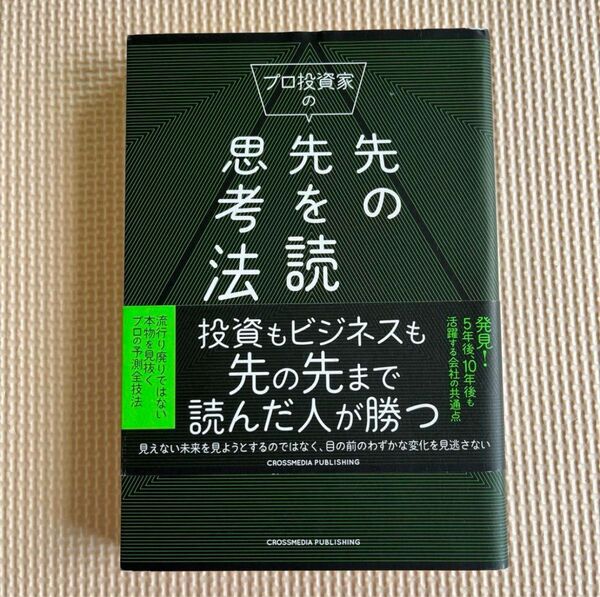 プロ投資家
の
先の
先を読
思考法
発見!
5年後、10年後も
活躍する会社の共通点
投資もビジネスも
先の先まで
読んだ人が勝つ
流行り廃りではない
本物を見抜く
プロの予測全技法
見えない未来を見ようとするのではなく、目の前のわずかな変化を見逃さない
CROSSMEDIA PUBLISHING
CROSSMEDIA PUBLISHING